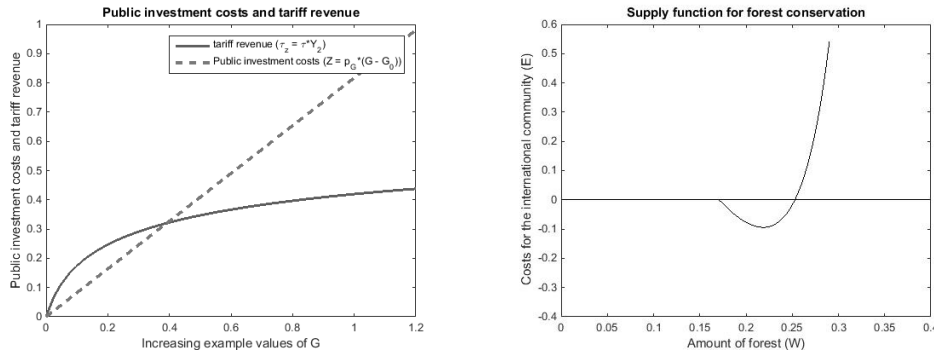 Public investment costs and tariff revenue
Public investment costs and tariff revenue
1
0.9
0.8
0.7
0.6
0.5
0.4
0.3
0.2
0.1
0
tariff revenue (τ_z = τ*Y_2)
Public investment costs (Z = p_G*(G - G_0))
0 0.2 0.4 0.6 0.8 1 1.2
Increasing example values of G
Supply function for forest conservation
Costs for the international community (E)
0.6
0.5
0.4
0.3
0.2
0.1
0
-0.1
-0.2
-0.3
-0.4
0 0.05 0.1 0.15 0.2 0.25 0.3 0.35 0.4
Amount of forest (W)